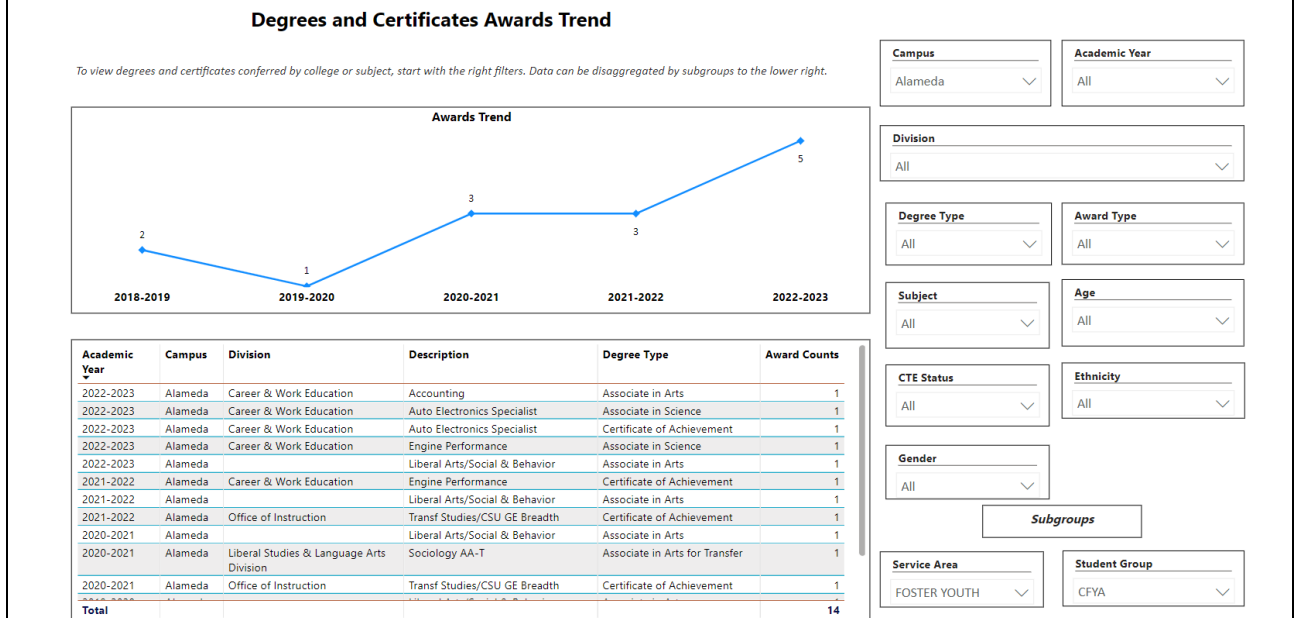 Degrees and Certificates Awards Trend
To view degrees and certificates conferred by college or subject, start with the right filters. Data can be disaggregated by subgroups to the lower right.
Campus
Alameda
Academic Year
All
Division
All
Awards Trend
2
1
3
3
5
2018-2019 2019-2020 2020-2021 2021-2022 2022-2023
Degree Type
All
Award Type
All
Subject
All
Age
All
CTE Status
All
Ethnicity
All
Gender
All
Subgroups
Service Area
FOSTER YOUTH
Student Group
CFYA
Academic Year Campus Division Description Degree Type Award Counts
2022-2023 Alameda Career & Work Education Accounting Associate in Arts 1
2022-2023 Alameda Career & Work Education Auto Electronics Specialist Associate in Science 1
2022-2023 Alameda Career & Work Education Auto Electronics Specialist Certificate of Achievement 1
2022-2023 Alameda Career & Work Education Engine Performance Associate in Science 1
2022-2023 Alameda Liberal Arts/Social & Behavior Associate in Arts 1
2021-2022 Alameda Career & Work Education Engine Performance Certificate of Achievement 1
2021-2022 Alameda Liberal Arts/Social & Behavior Associate in Arts 1
2021-2022 Alameda Office of Instruction Transf Studies/CSU GE Breadth Certificate of Achievement 1
2020-2021 Alameda Liberal Arts/Social & Behavior Associate in Arts 1
2020-2021 Alameda Liberal Studies & Language Arts Division Sociology AA-T Associate in Arts for Transfer 1
2020-2021 Alameda Office of Instruction Transf Studies/CSU GE Breadth Certificate of Achievement 1
Total 14